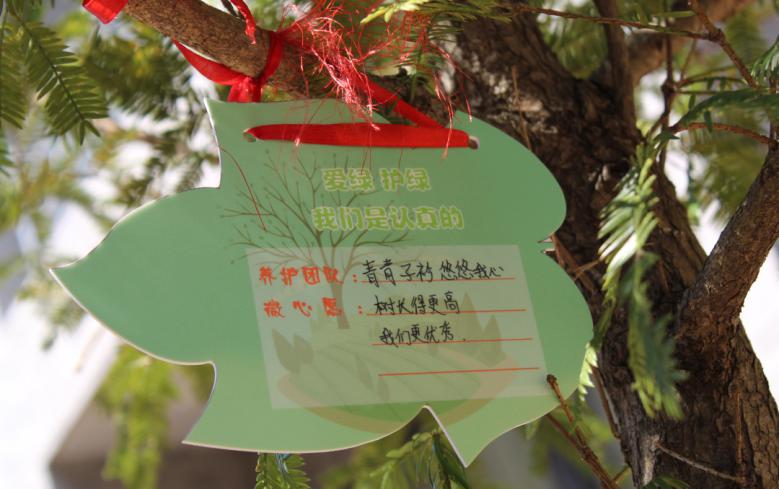 爱绿 护绿
我们是认真的
养护团队：青青子衿 悠悠我心
微心愿：树长得更高
我们更优秀.